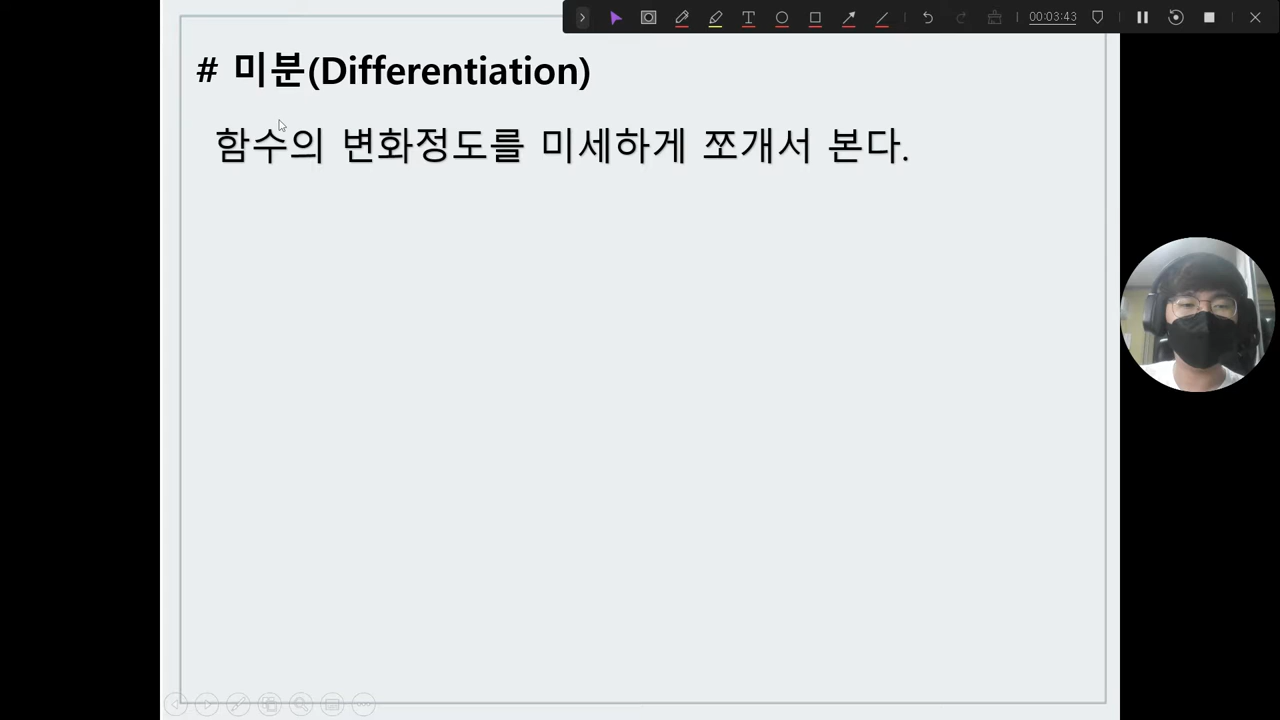 00:03:43
# 미분(Differentiation)
함수의 변화정도를 미세하게 쪼개서 본다.